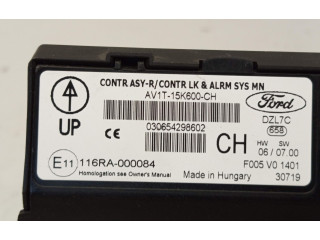 CONTR ASY-R/CONTR LK & ALRM SYS MN
AV1T-15K600-CH
Ford
DZL7C
658
UP
CE
030654298602
CH
HW SW
06 / 07.00
E11 116RA-000084
F005 V0 1401
Homologation see Owner's Manual
Made in Hungary
30719